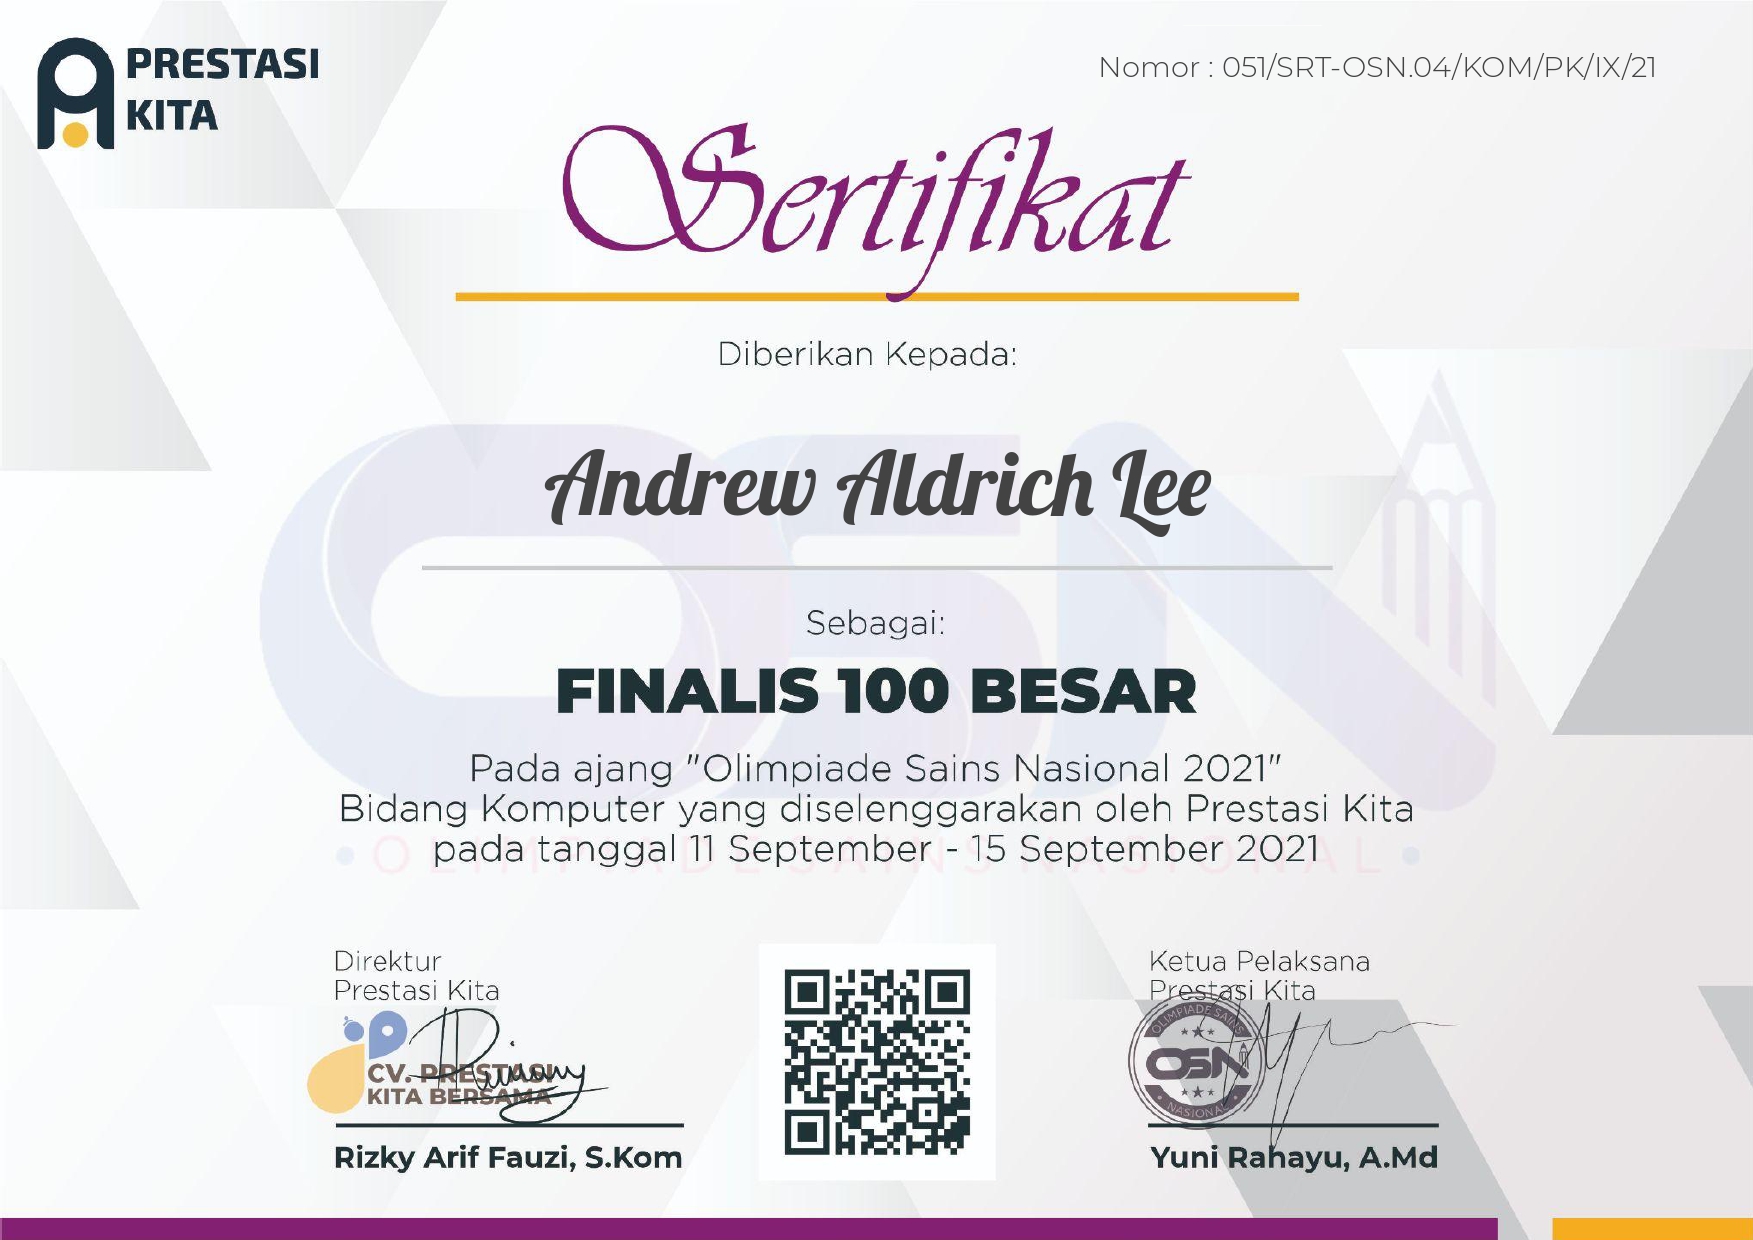 PRESTASI
KITA
Nomor : 051/SRT-OSN.04/KOM/PK/IX/21
Sertifikat
Diberikan Kepada:
Andrew Aldrich Lee
Sebagai:
FINALIS 100 BESAR
Pada ajang "Olimpiade Sains Nasional 2021"
Bidang Komputer yang diselenggarakan oleh Prestasi Kita
pada tanggal 11 September - 15 September 2021
OSN
• OLIMPIADE SAINS NASIONAL •
Direktur
Prestasi Kita
CV. PRESTASI
KITA BERSAMA
Rizky Arif Fauzi, S.Kom
Ketua Pelaksana
Prestasi Kita
OLIMPIADE SAINS
OSN
NASIONAL
Yuni Rahayu, A.Md